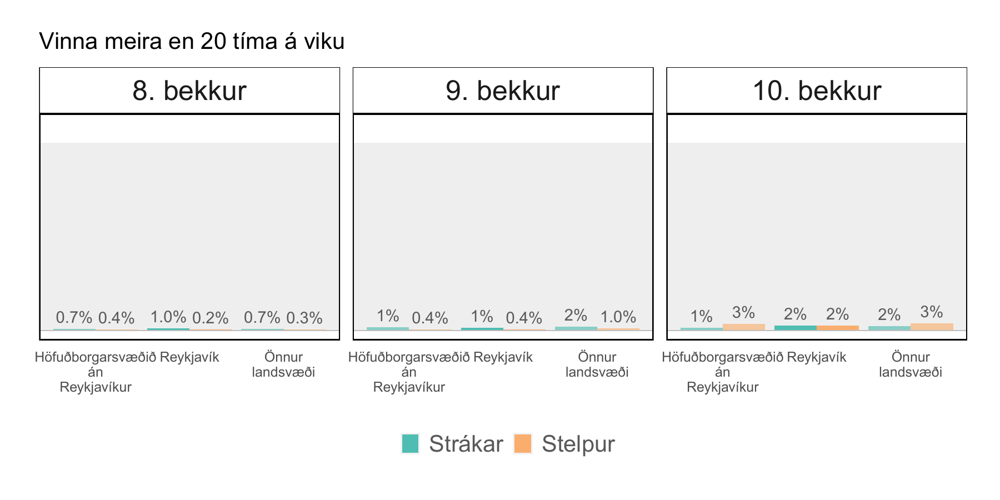 Vinna meira en 20 tíma á viku
8. bekkur
9. bekkur
10. bekkur
0.7% 0.4% 1.0% 0.2% 0.7% 0.3%
1% 0.4% 1% 0.4% 2% 1.0%
1% 3% 2% 2% 2% 3%
Höfuðborgarsvæðið Reykjavík Önnur
án landsvæði
Reykjavíkur
Höfuðborgarsvæðið Reykjavík Önnur
án landsvæði
Reykjavíkur
Höfuðborgarsvæðið Reykjavík Önnur
án landsvæði
Reykjavíkur
Strákar Stelpur